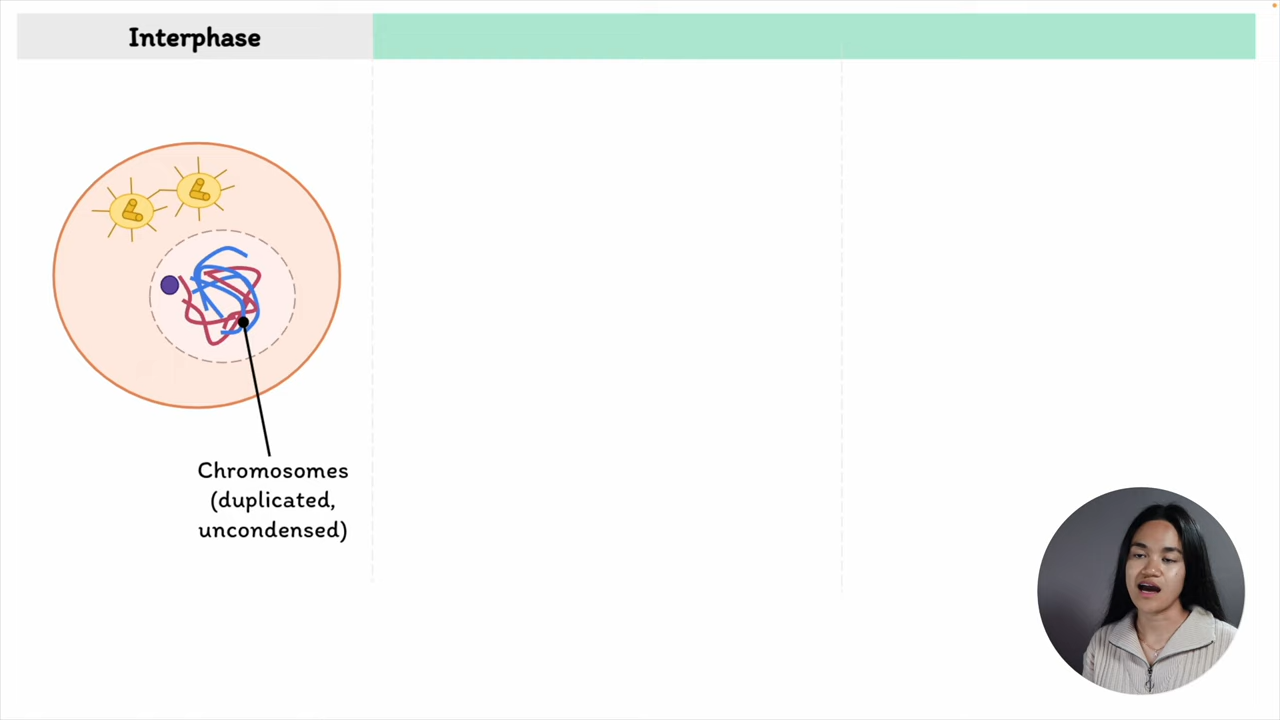 Interphase
Chromosomes
(duplicated,
uncondensed)